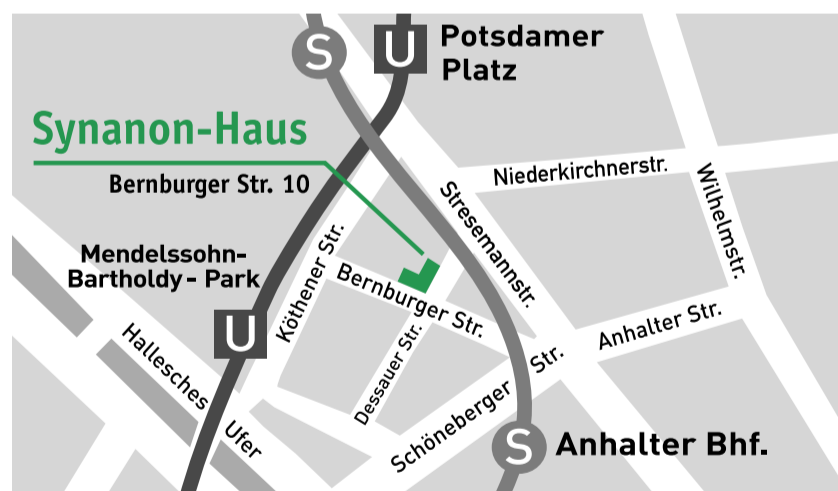 S
U
Potsdamer
Platz
Synanon-Haus
Bernburger Str. 10
Niederkirchnerstr.
Wilhelmstr.
Stresemannstr.
Mendelssohn-
Bartholdy - Park
U
Köthener Str.
Bernburger Str.
Dessauer Str.
Anhalter Str.
Hallesches
Ufer
Schöneberger
Str.
S
Anhalter Bhf.